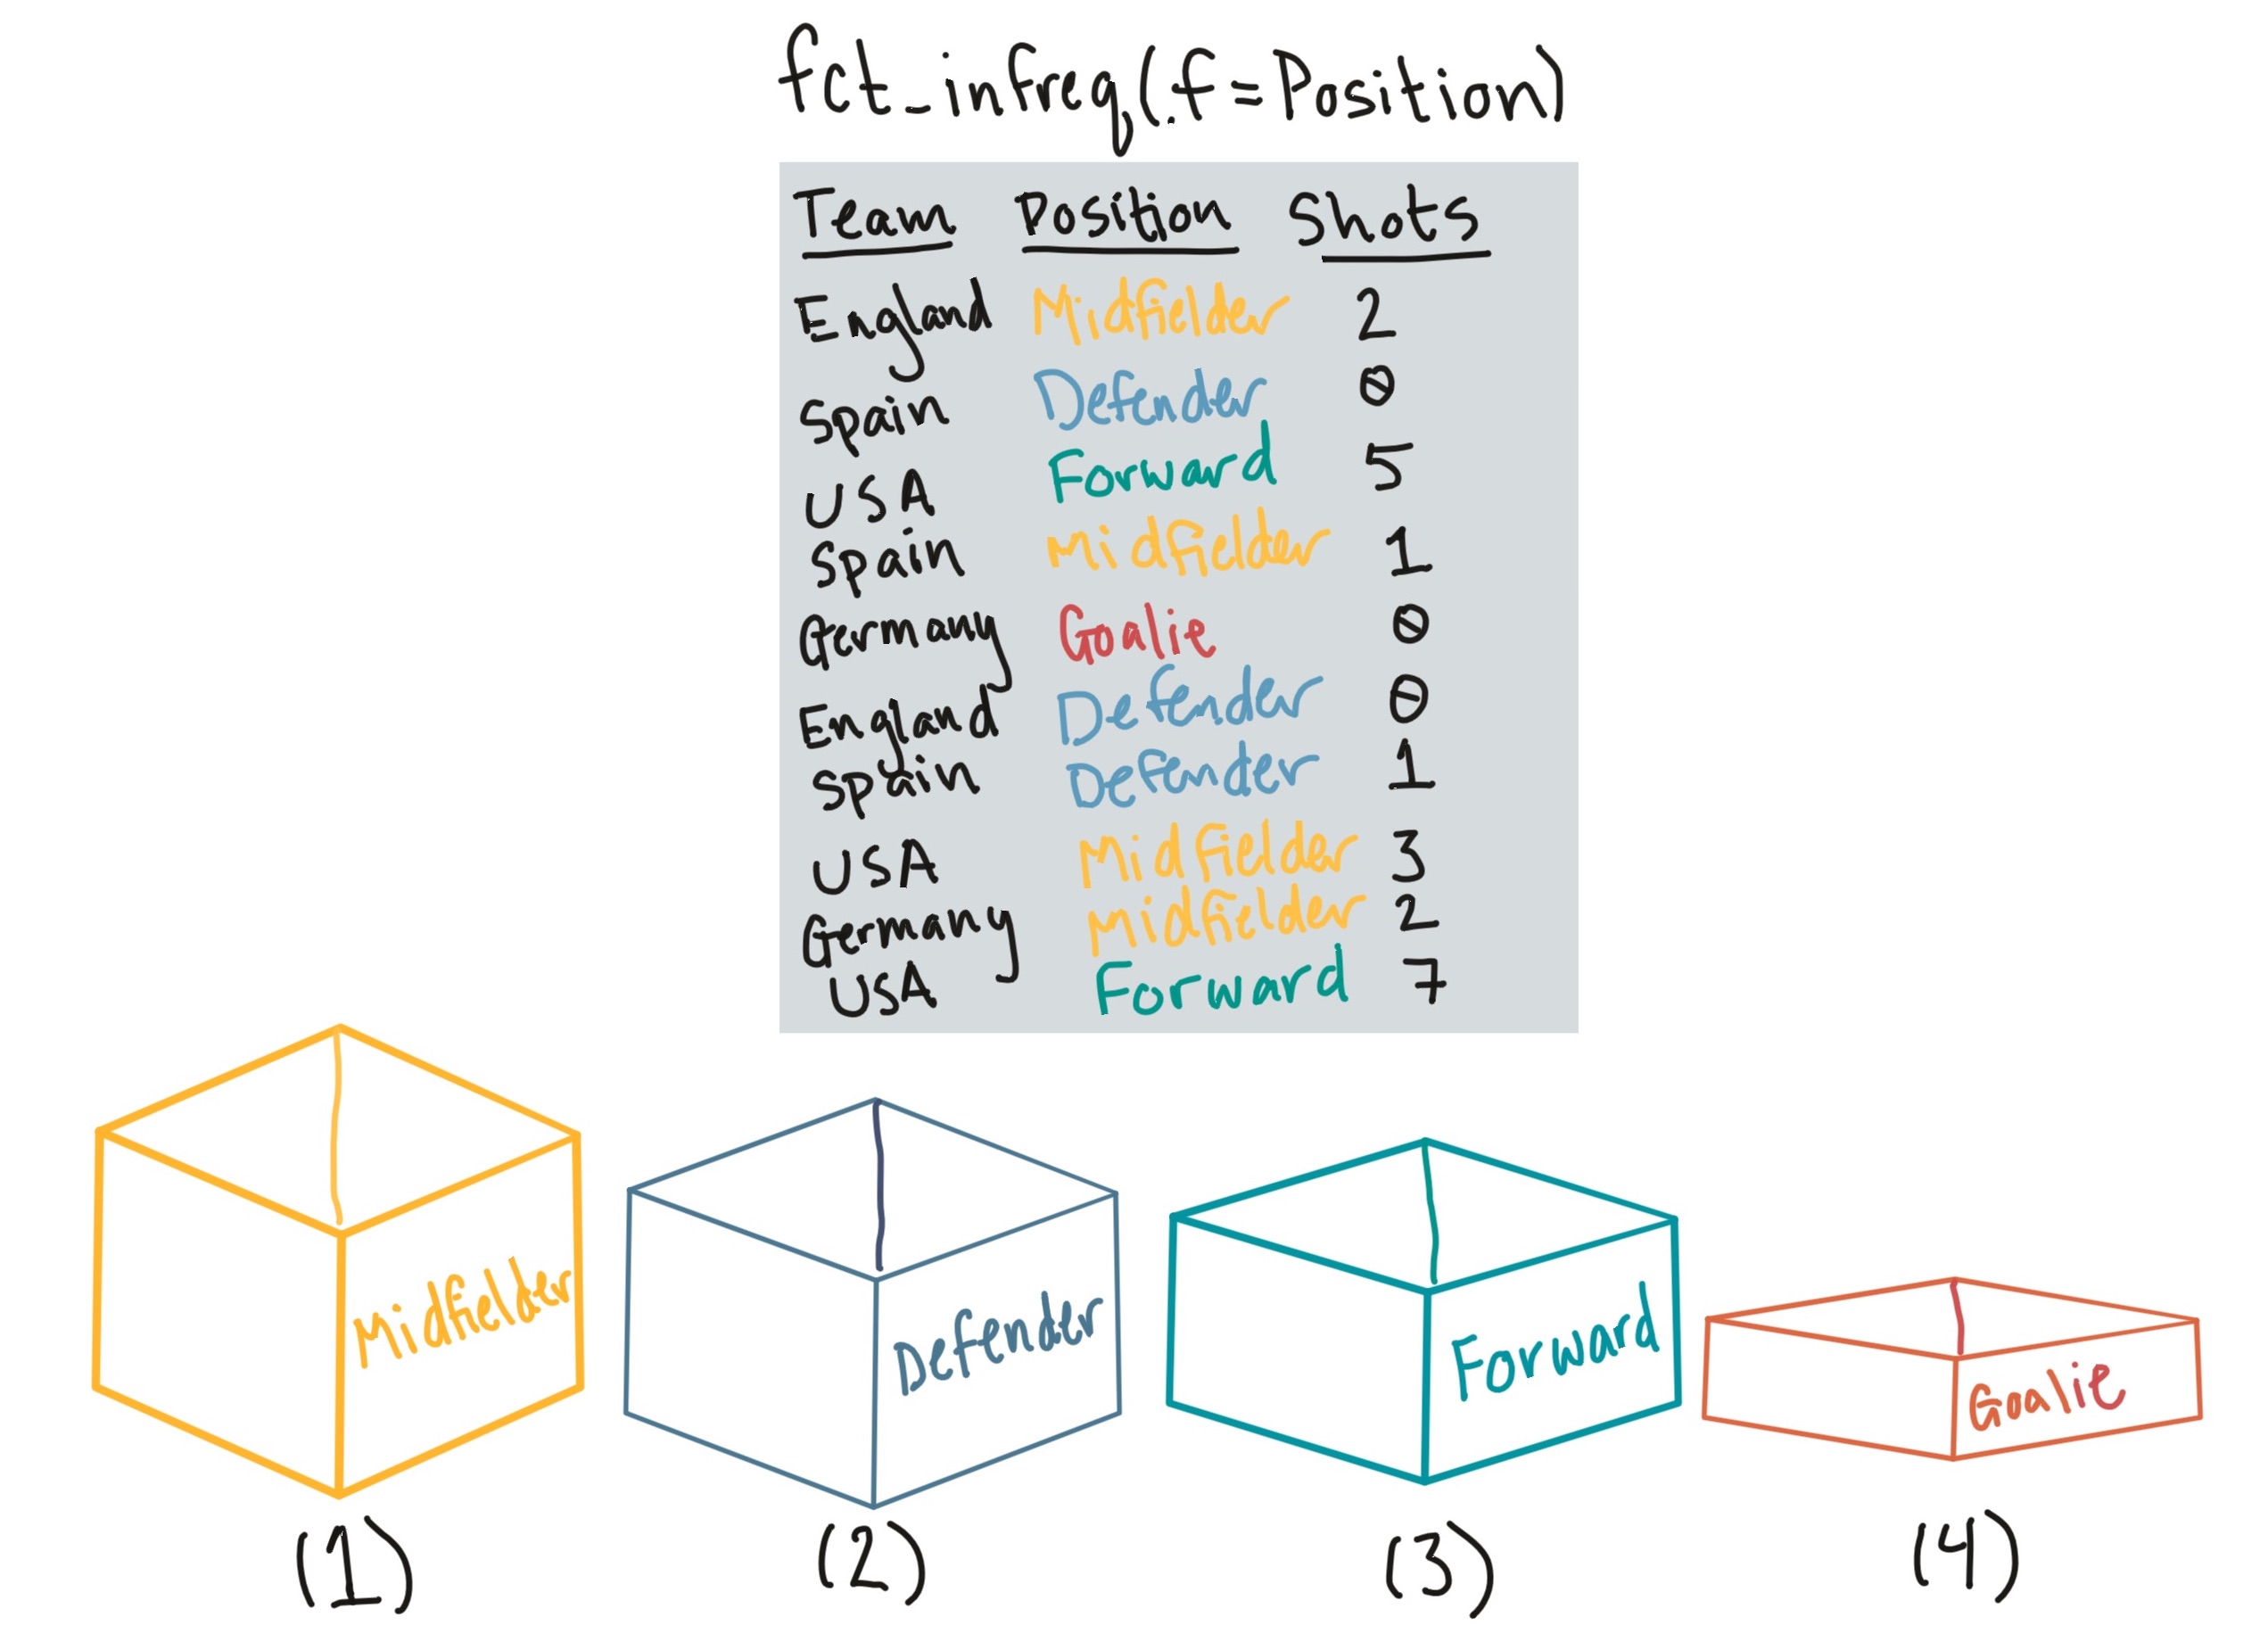 fct_infreq(.f=Position)
Team Position Shots
England Midfielder 2
Spain Defender 0
USA Forward 5
Spain Midfielder 1
Germany Goalie 0
England Defender 0
Spain Defender 1
USA Midfielder 3
Germany Midfielder 2
USA Forward 7
Midfielder Defender Forward Goalie
(1) (2) (3) (4)